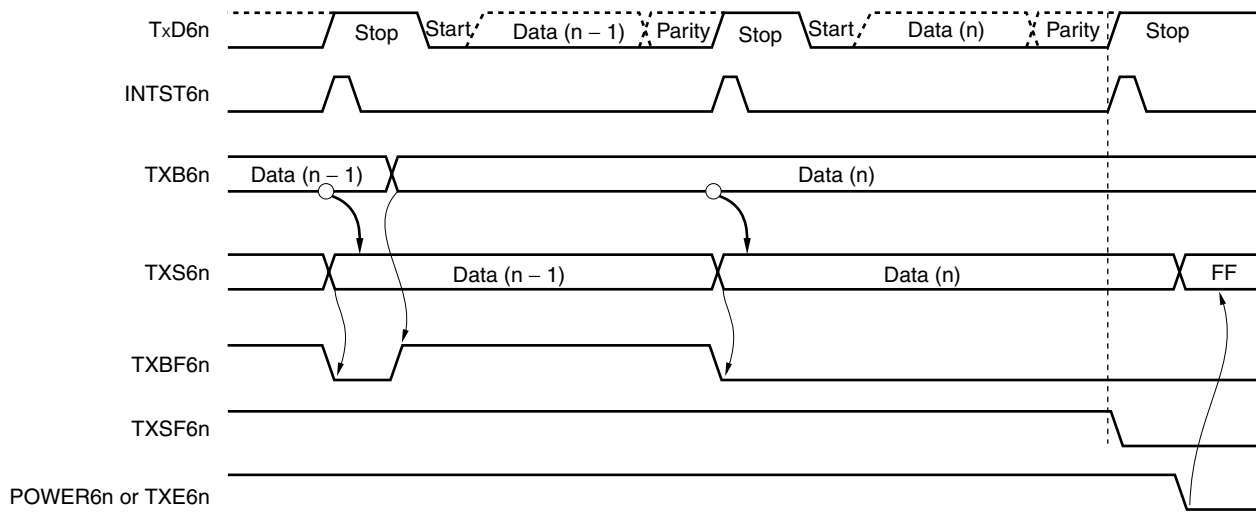 TxD6n Stop Start Data (n – 1) Parity Stop Start Data (n) Parity Stop
INTST6n
TXB6n Data (n – 1) Data (n)
TXS6n Data (n – 1) Data (n) FF
TXBF6n
TXSF6n
POWER6n or TXE6n